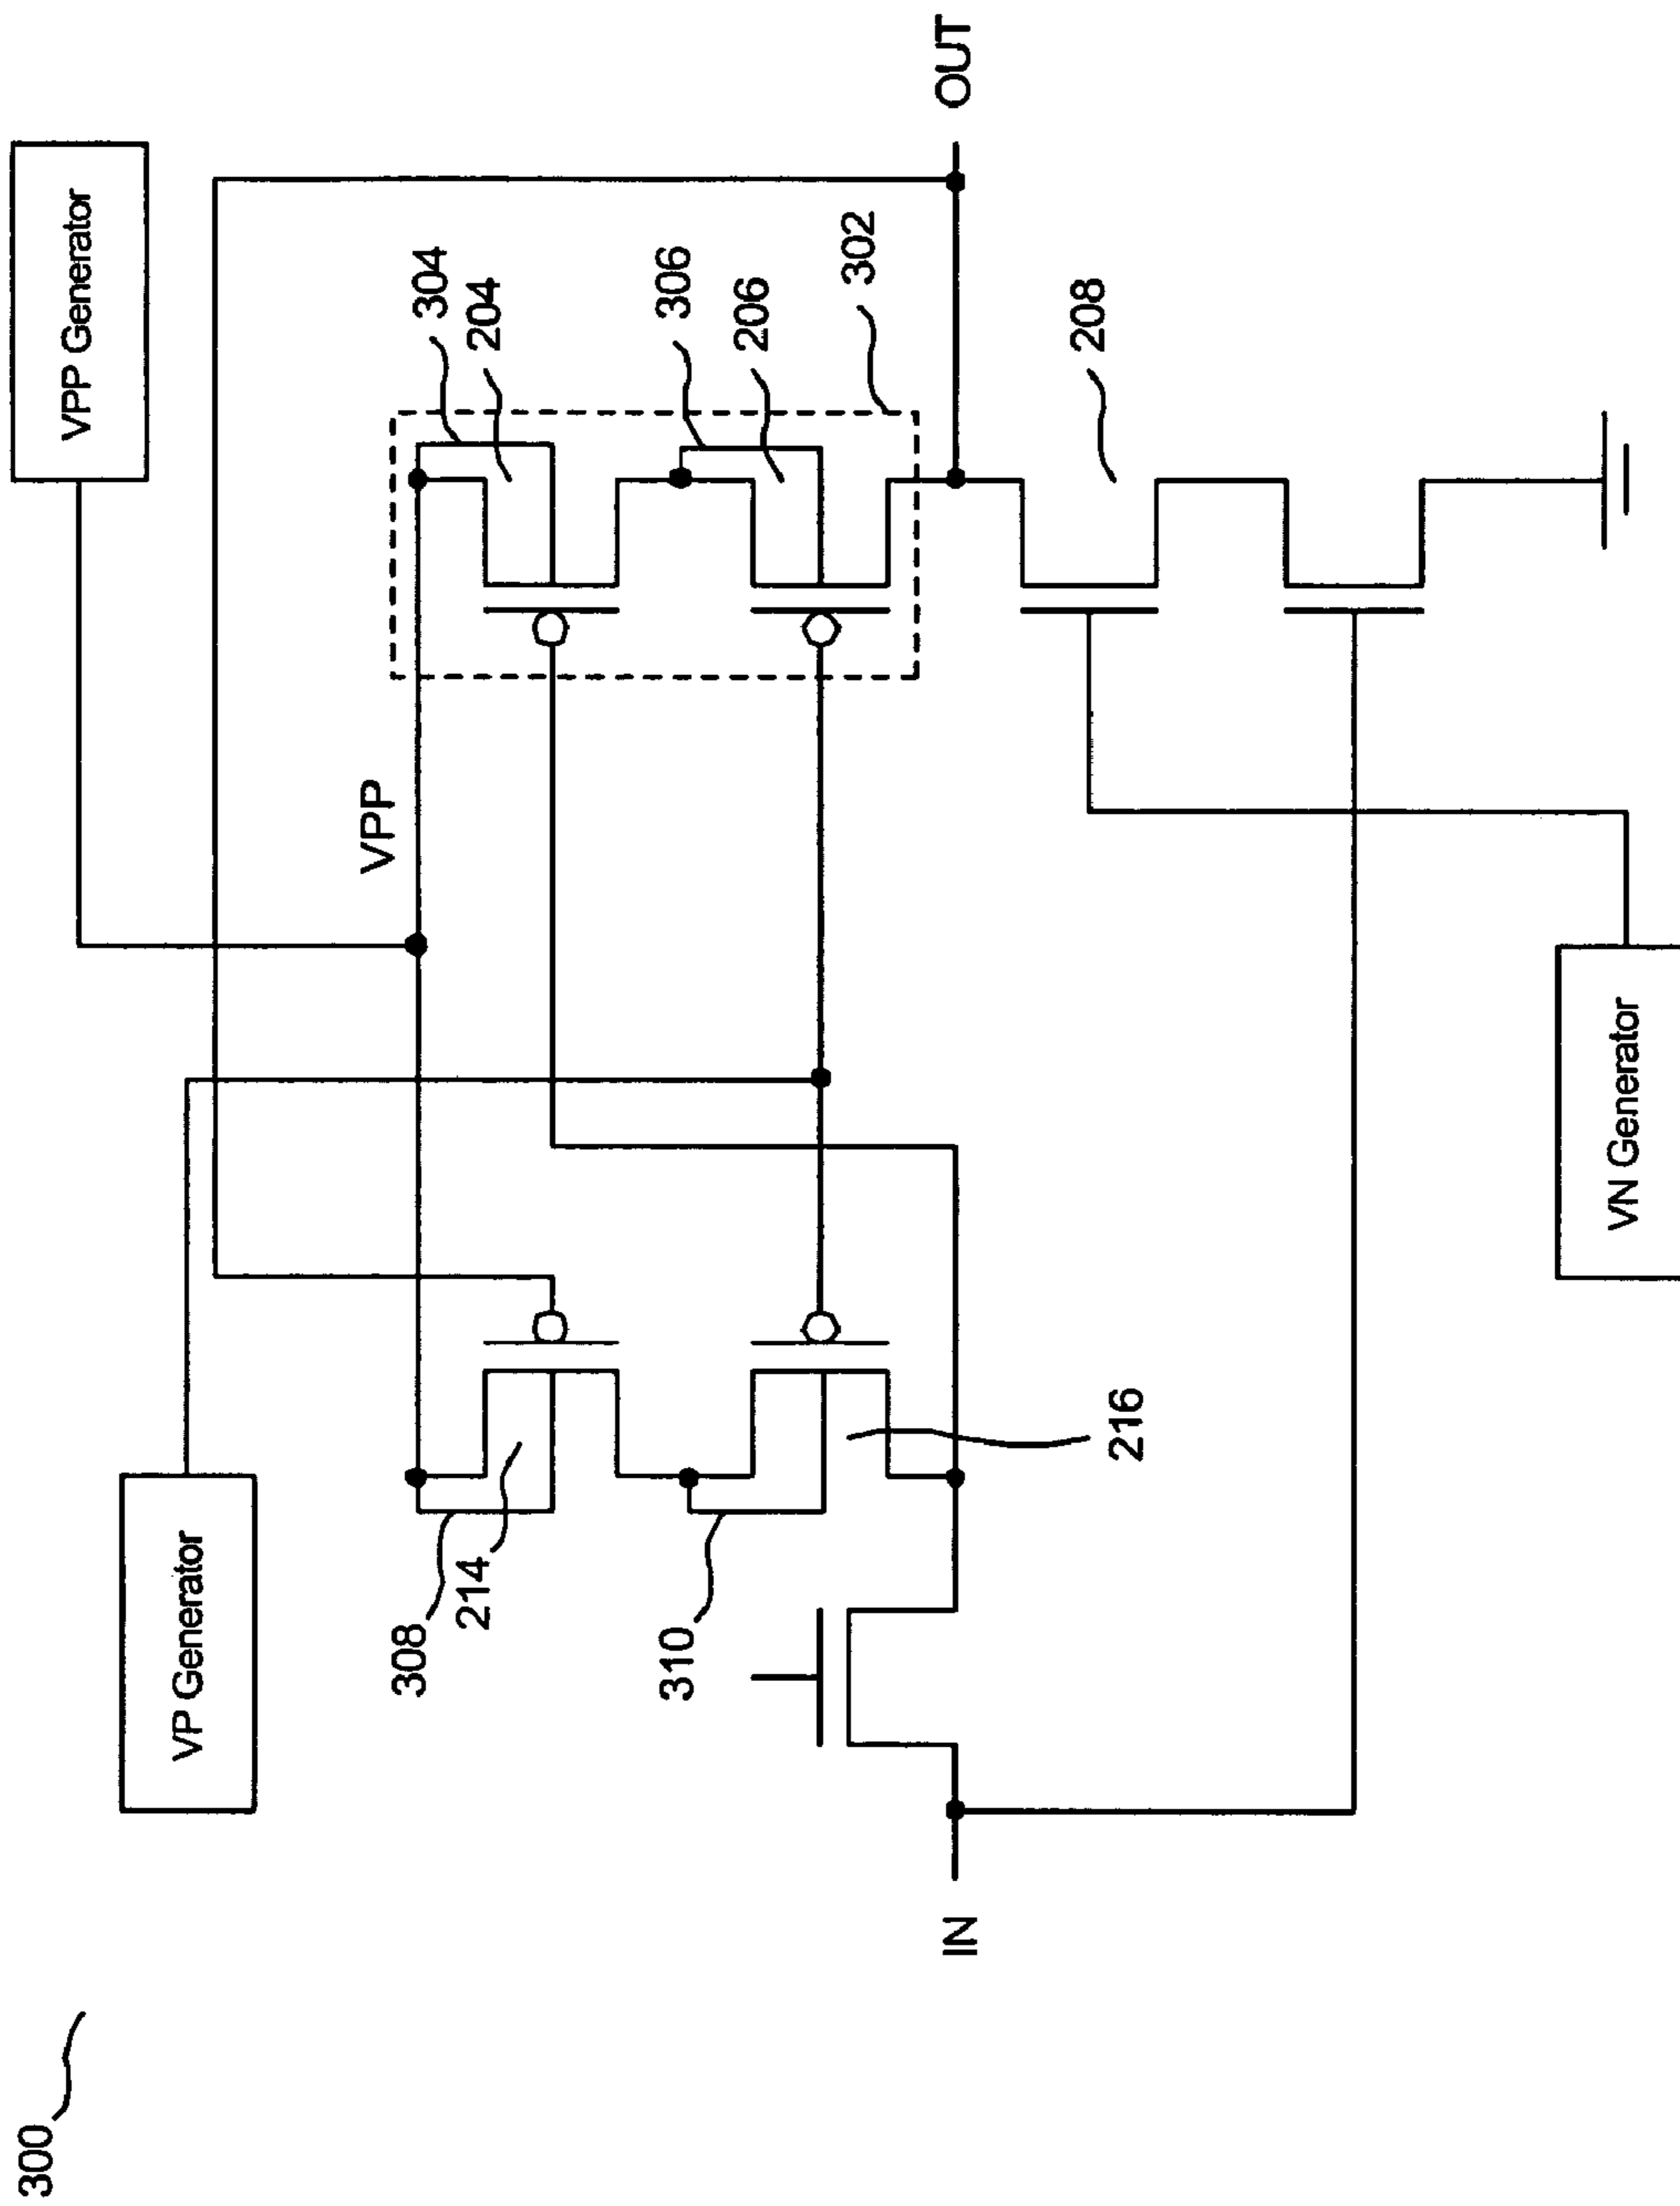 300
VPP Generator
VP Generator
VPP
304
204
306
206
302
OUT
308
214
310
216
208
IN
VN Generator